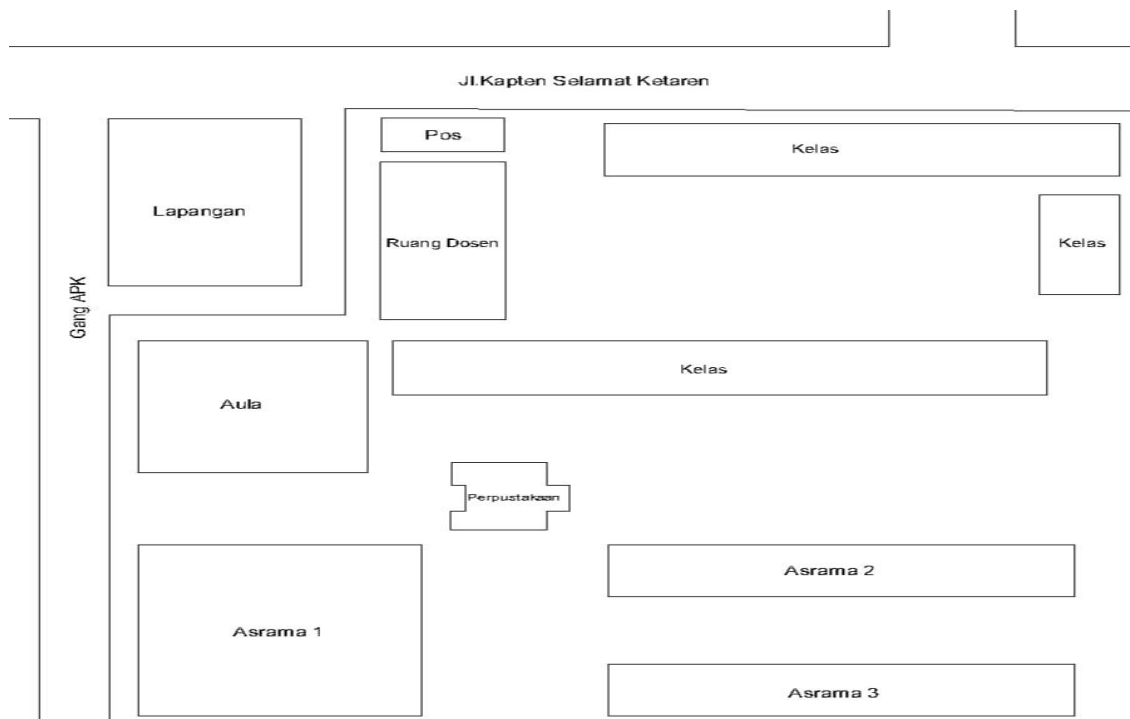 Jl.Kapten Selamat Ketaren
Pos
Kelas
Lapangan
Ruang Dosen
Kelas
Gang APK
Kelas
Aula
Perpustakaan
Asrama 2
Asrama 1
Asrama 3